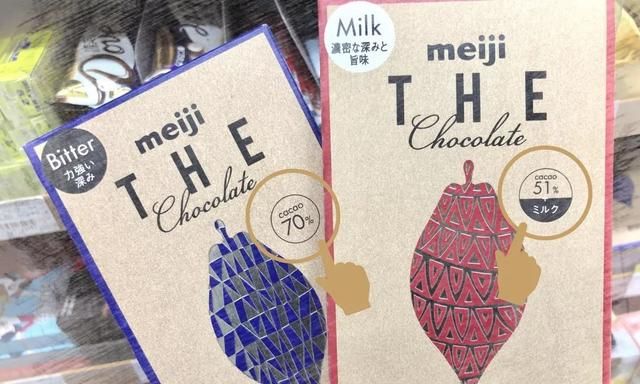 Bitter
力強い
深み
meiji
THE
Chocolate
cacao
70%
Milk
濃密な深みと
旨味
meiji
THE
Chocolate
cacao
51%
ミルク